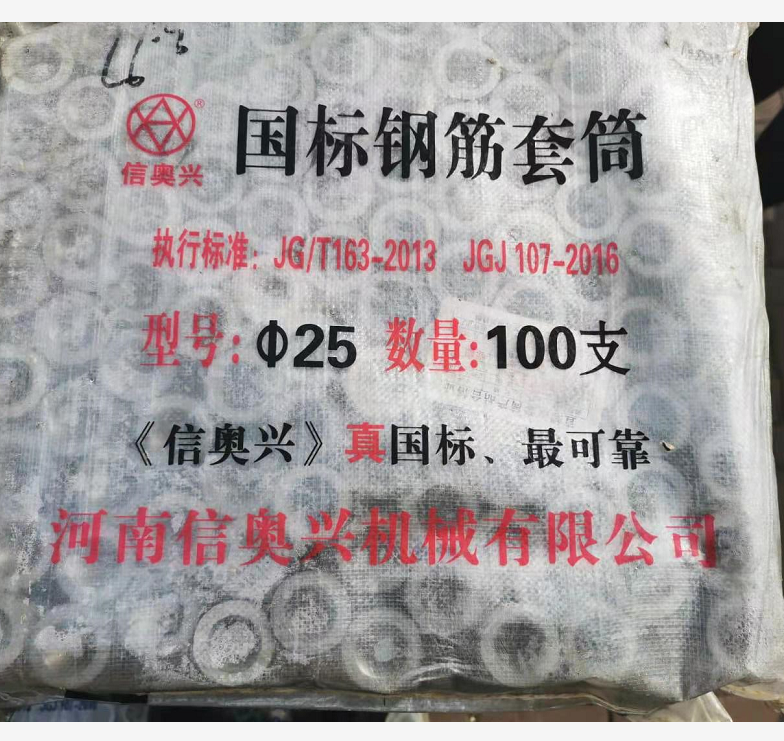 国标钢筋套筒
®
信奥兴
执行标准：JG/T163-2013 JGJ 107-2016
型号：Φ25 数量：100支
《信奥兴》真国标、最可靠
河南信奥兴机械有限公司